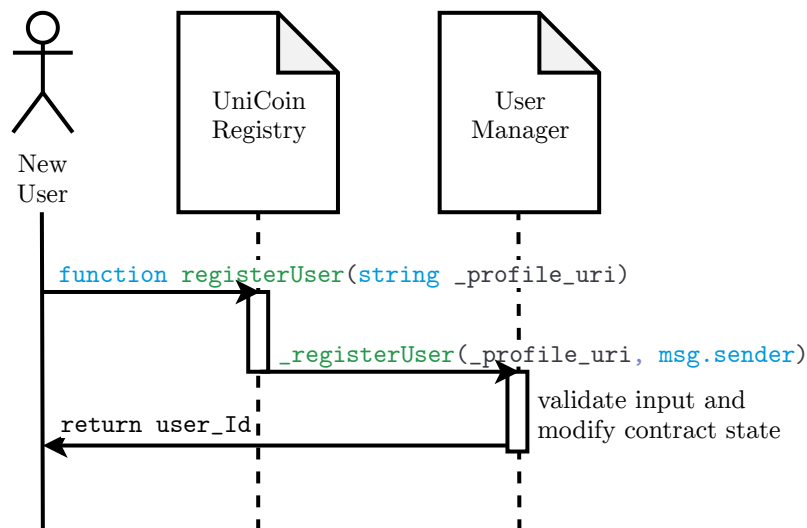 New
User
UniCoin
Registry
User
Manager
function registerUser(string _profile_uri)
_registerUser(_profile_uri, msg.sender)
validate input and
modify contract state
return user_Id